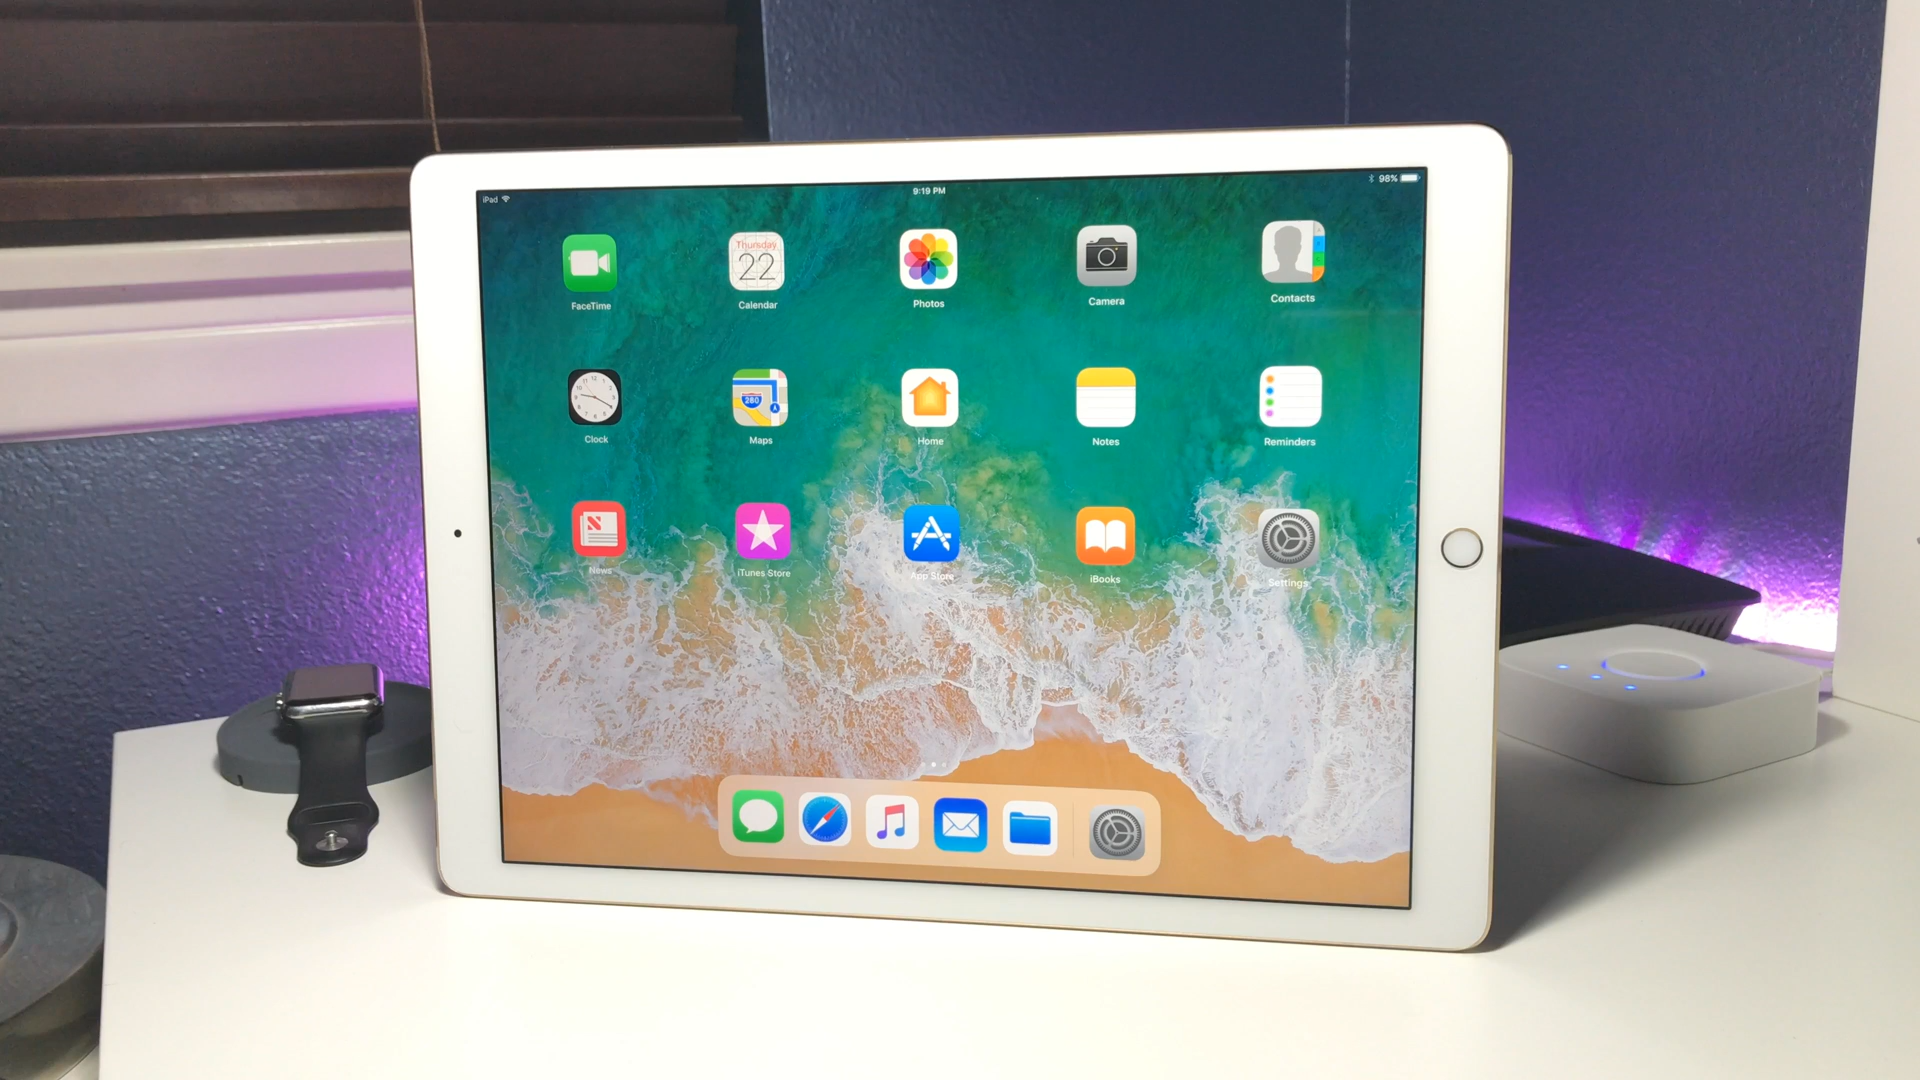 iPad
9:19 PM
98%
Thursday
22
FaceTime
Calendar
Photos
Camera
Contacts
280
Clock
Maps
Home
Notes
Reminders
News
iTunes Store
App Store
iBooks
Settings